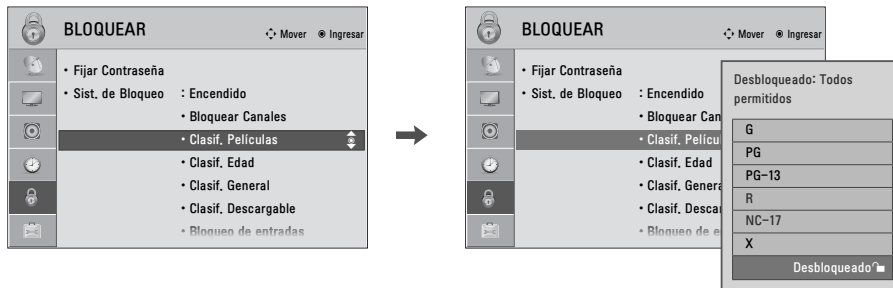 BLOQUEAR
Mover Ingresar
• Fijar Contraseña
• Sist. de Bloqueo : Encendido
• Bloquear Canales
• Clasif. Películas
• Clasif. Edad
• Clasif. General
• Clasif. Descargable
• Bloqueo de entradas
BLOQUEAR
Mover Ingresar
• Fijar Contraseña
• Sist. de Bloqueo : Encendido
• Bloquear Can
• Clasif. Pelícu
• Clasif. Edad
• Clasif. Genera
• Clasif. Desca
• Bloqueo de e
Desbloqueado: Todos
permitidos
G
PG
PG-13
R
NC-17
X
Desbloqueado